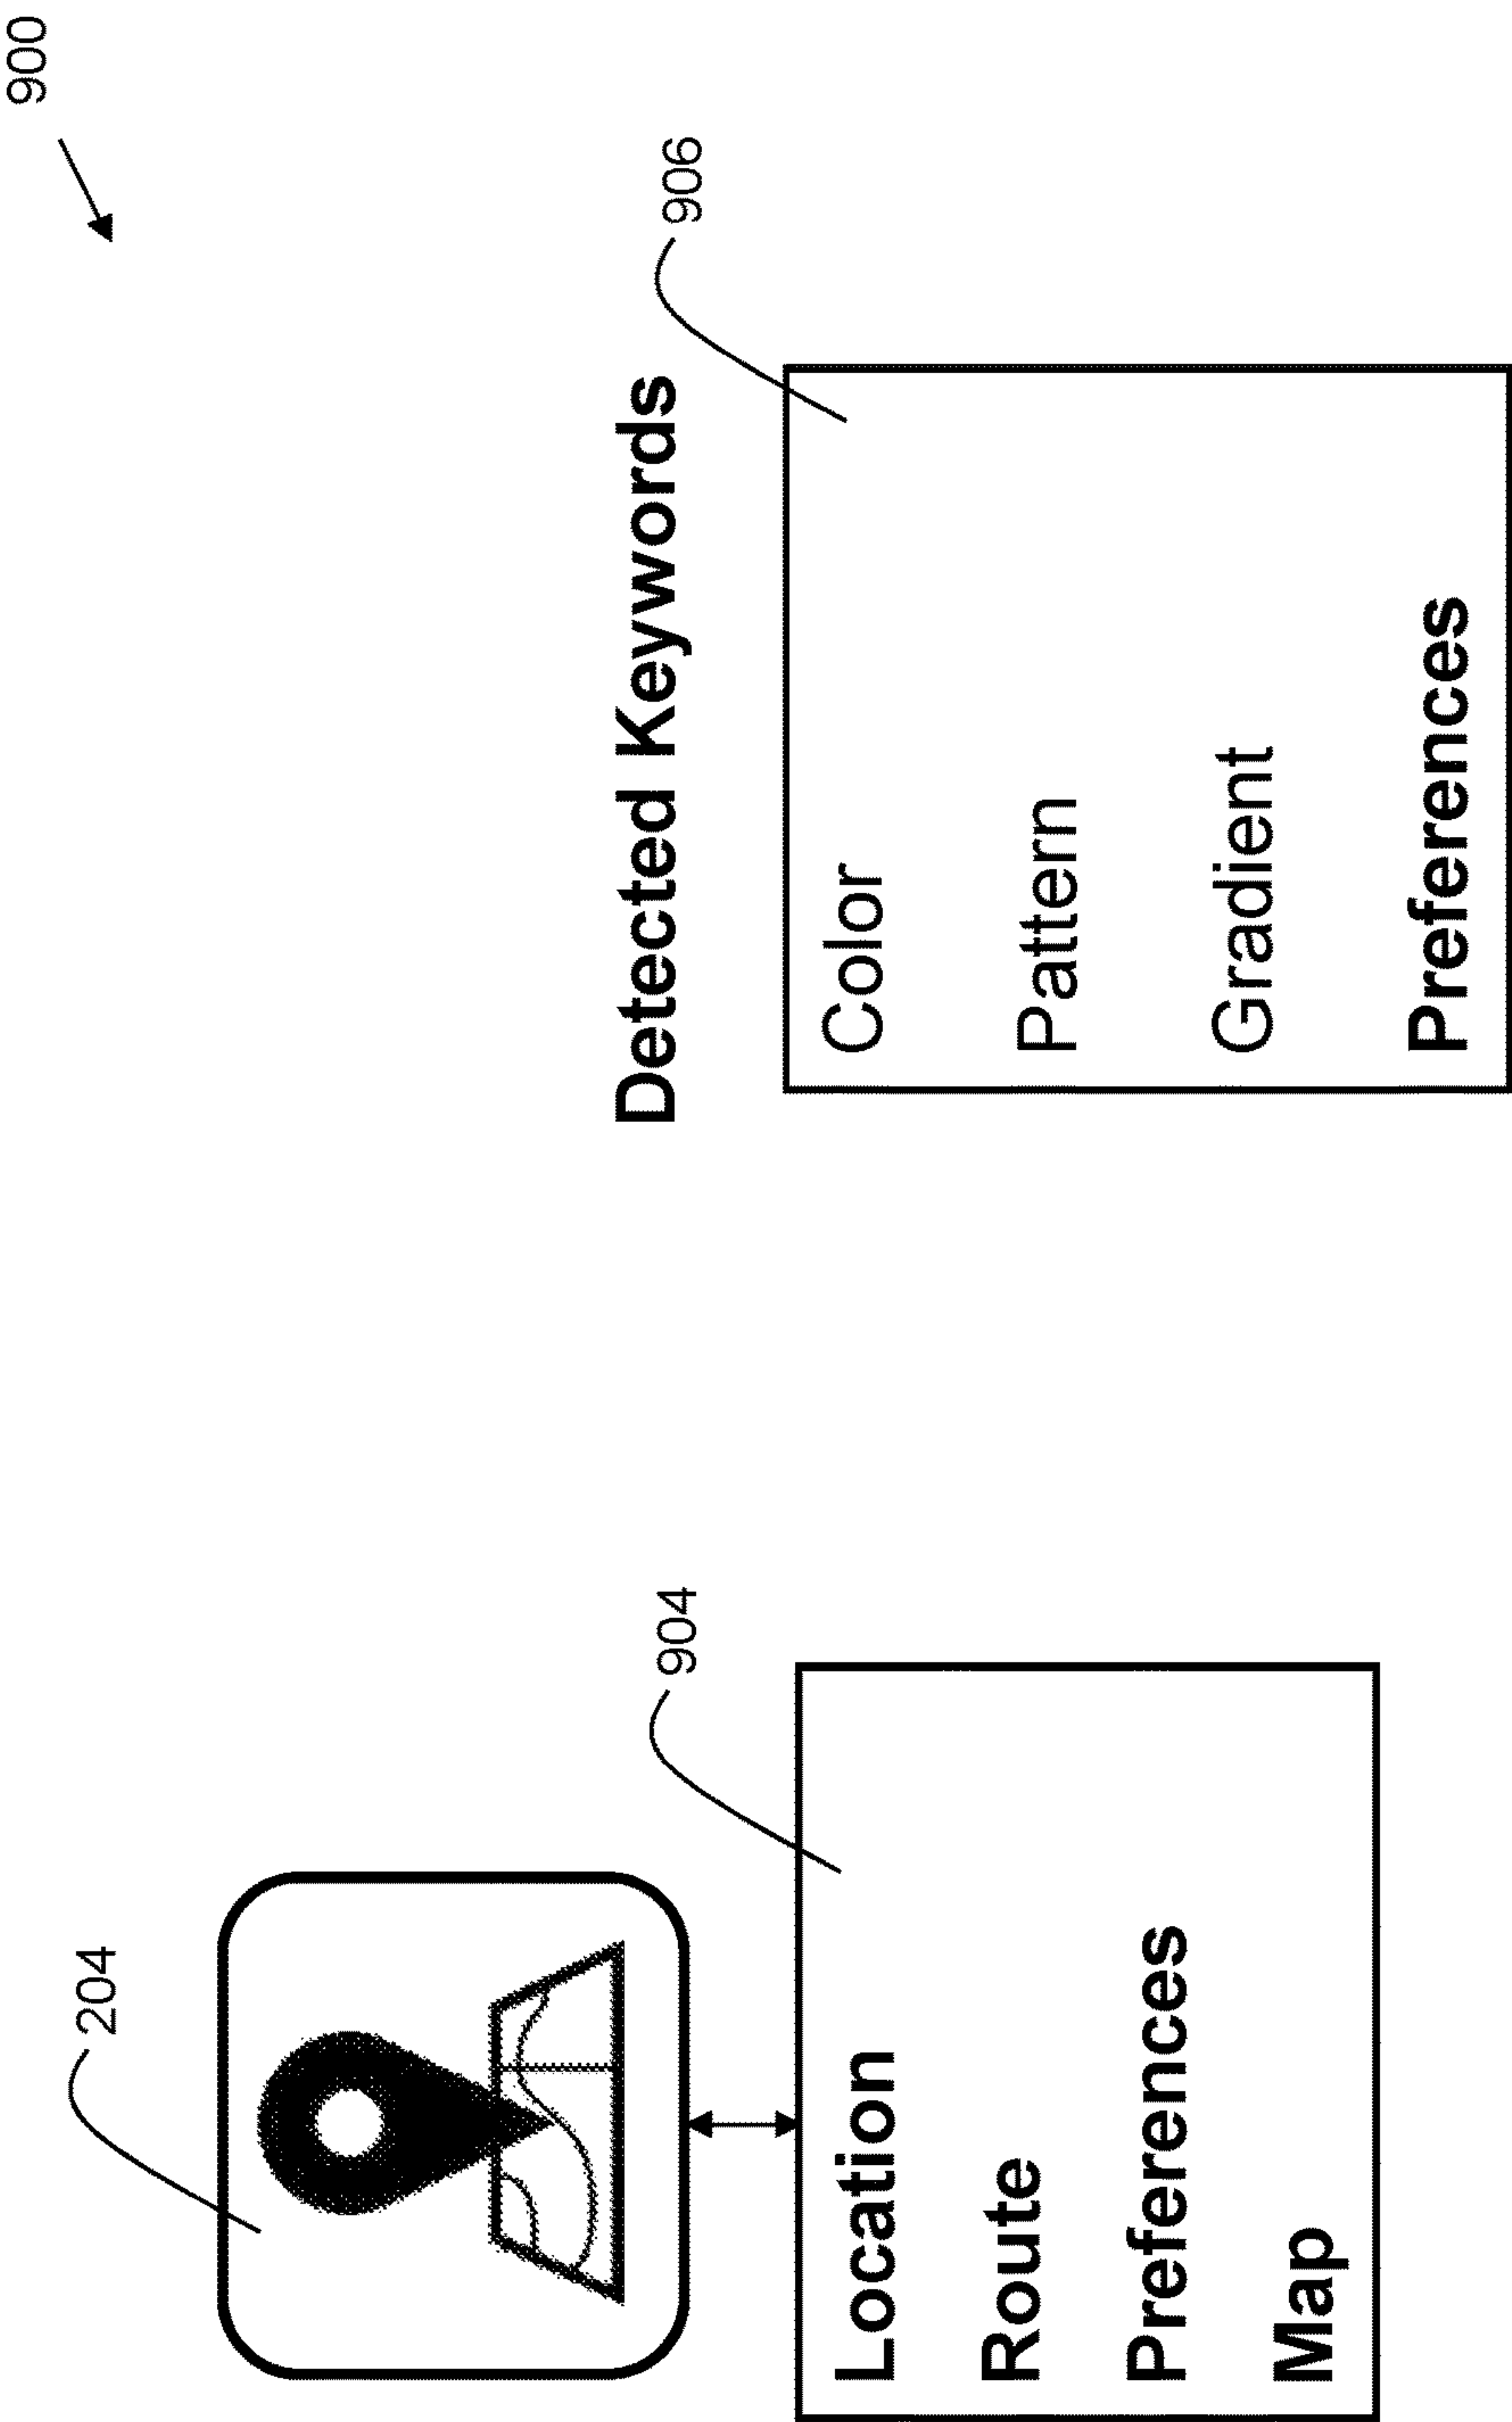 900
204
904
Location
Route
Preferences
Map
Detected Keywords
906
Color
Pattern
Gradient
Preferences